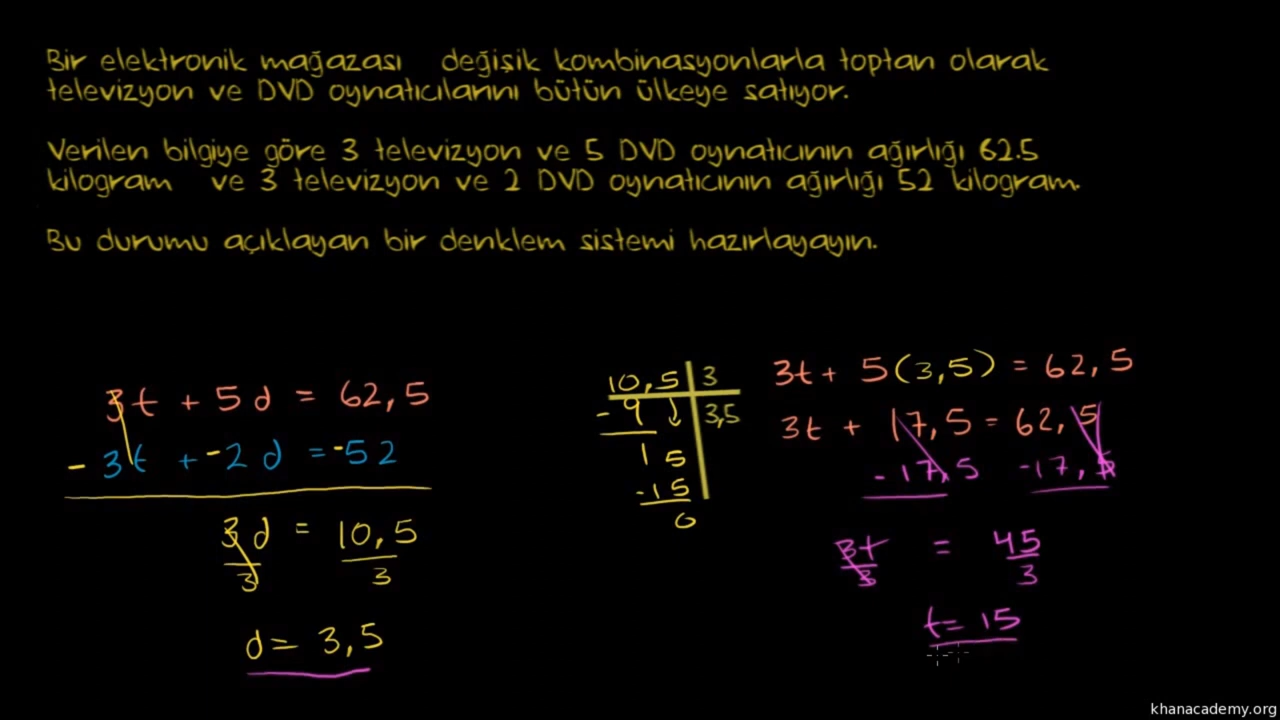 Bir elektronik mağazası değişik kombinasyonlarla toptan olarak
televizyon ve DVD oynatıcılarını bütün ülkeye satıyor.
Verilen bilgiye göre 3 televizyon ve 5 DVD oynatıcının ağırlığı 62.5
kilogram ve 3 televizyon ve 2 DVD oynatıcının ağırlığı 52 kilogram.
Bu durumu açıklayan bir denklem sistemi hazırlayayın.
3t + 5d = 62,5
- 3t + -2d = -52
3d = 10,5
3 3
d = 3,5
10,5 3
- 9 3,5
1 5
-15
0
3t + 5(3,5) = 62,5
3t + 17,5 = 62,5
-17,5 -17,5
3t = 45
3 3
t = 15
khanacademy.org